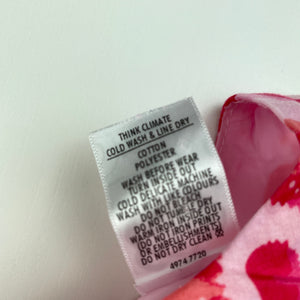 THINK CLIMATE
COLD WASH & LINE DRY
COTTON
POLYESTER
WASH BEFORE WEAR
TURN INSIDE OUT
COLD DELICATE MACHINE
WASH WITH LIKE COLOURS
DO NOT BLEACH
DO NOT TUMBLE DRY
WARM IRON INSIDE OUT
DO NOT IRON PRINTS
OR EMBELLISHMENTS
DO NOT DRY CLEAN
4974 7720